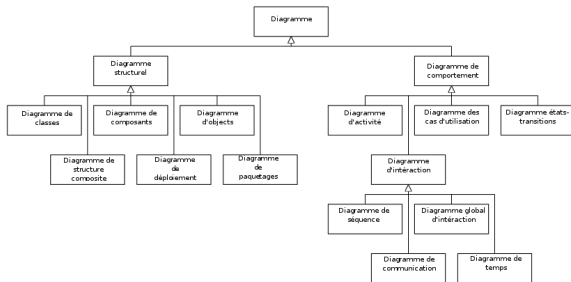 Diagramme
Diagramme
structurel
Diagramme de
comportement
Diagramme de
classes
Diagramme de
composants
Diagramme
d'objects
Diagramme
d'activité
Diagramme des
cas d'utilisation
Diagramme états-
transitions
Diagramme de
structure
composite
Diagramme
de
déploiement
Diagramme
de
paquetages
Diagramme
d'intéraction
Diagramme de
séquence
Diagramme global
d'intéraction
Diagramme de
communication
Diagramme de
temps